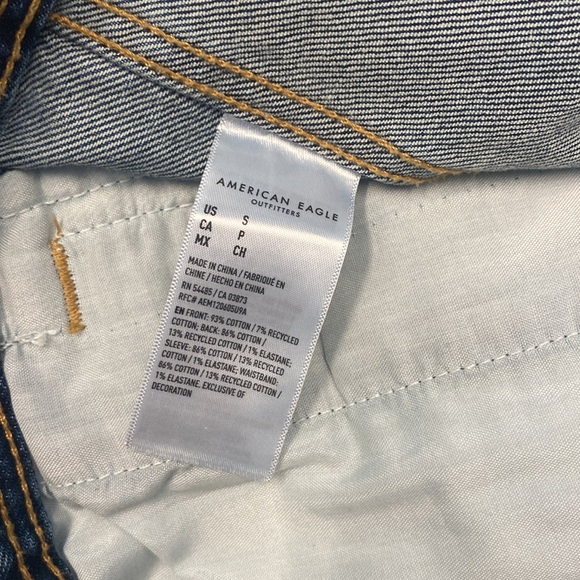 AMERICAN EAGLE
OUTFITTERS
US S
CA P
MX CH
MADE IN CHINA / FABRIQUÉ EN
CHINE / HECHO EN CHINA
RN 54485 / CA 03873
RFC# AEM120605U9A
EN FRONT: 93% COTTON / 7% RECYCLED
COTTON; BACK: 86% COTTON /
13% RECYCLED COTTON / 1% ELASTANE;
SLEEVE: 86% COTTON / 13% RECYCLED
COTTON / 1% ELASTANE; WAISTBAND:
86% COTTON / 13% RECYCLED COTTON /
1% ELASTANE. EXCLUSIVE OF
DECORATION